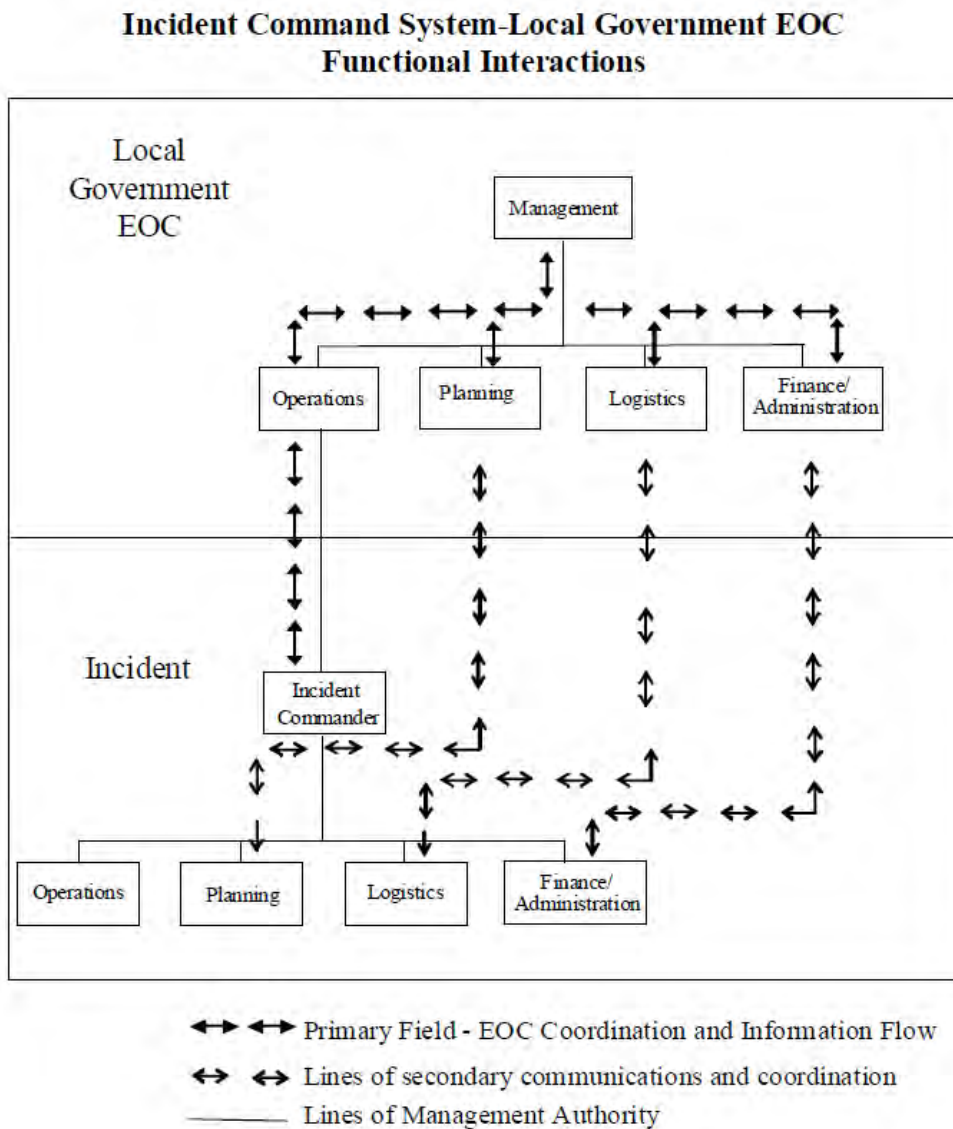 Incident Command System-Local Government EOC
Functional Interactions
Local
Government
EOC
Management
Operations
Planning
Logistics
Finance/
Administration
Incident
Incident
Commander
Operations
Planning
Logistics
Finance/
Administration
Primary Field - EOC Coordination and Information Flow
Lines of secondary communications and coordination
Lines of Management Authority